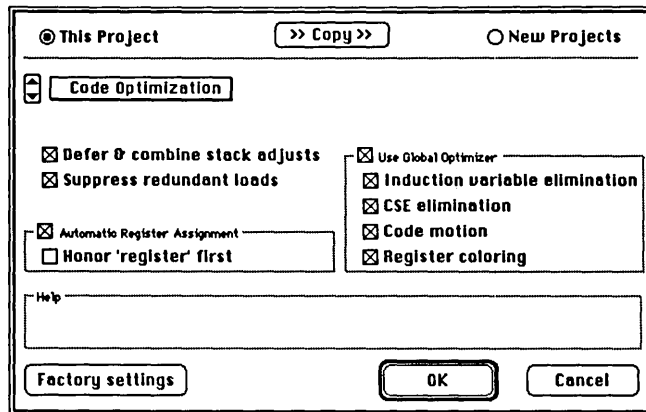 This Project
>> Copy >>
New Projects
Code Optimization
Defer & combine stack adjusts
Suppress redundant loads
Automatic Register Assignment
Honor 'register' first
Use Global Optimizer
Induction variable elimination
CSE elimination
Code motion
Register coloring
Help
Factory settings
OK
Cancel